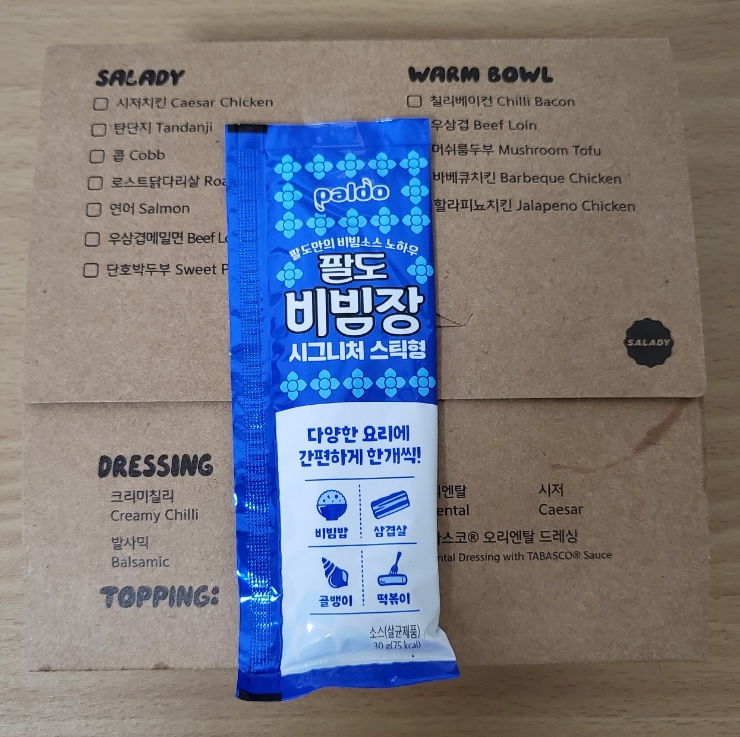 SALADY
시저치킨 Caesar Chicken
탄단지 Tandanji
콥 Cobb
로스트닭다리살
연어 Salmon
우삼겹메밀면 Beef
단호박두부 Sweet
WARM BOWL
칠리베이컨 Chilli Bacon
우삼겹 Beef Loin
머쉬룸두부 Mushroom Tofu
바베큐치킨 Barbeque Chicken
할라피뇨치킨 Jalapeno Chicken
SALADY
paldo
팔도만의 비빔소스 노하우
팔도
비빔장
시그니처 스틱형
다양한 요리에
간편하게 한개씩!
비빔밥 삼겹살
골뱅이 떡볶이
소스(살균제품)
30 g(75 kcal)
DRESSING
크리미칠리
Creamy Chilli
발사믹
Balsamic
시저
Caesar
오리엔탈 드레싱
Dressing with TABASCO® Sauce
TOPPING: